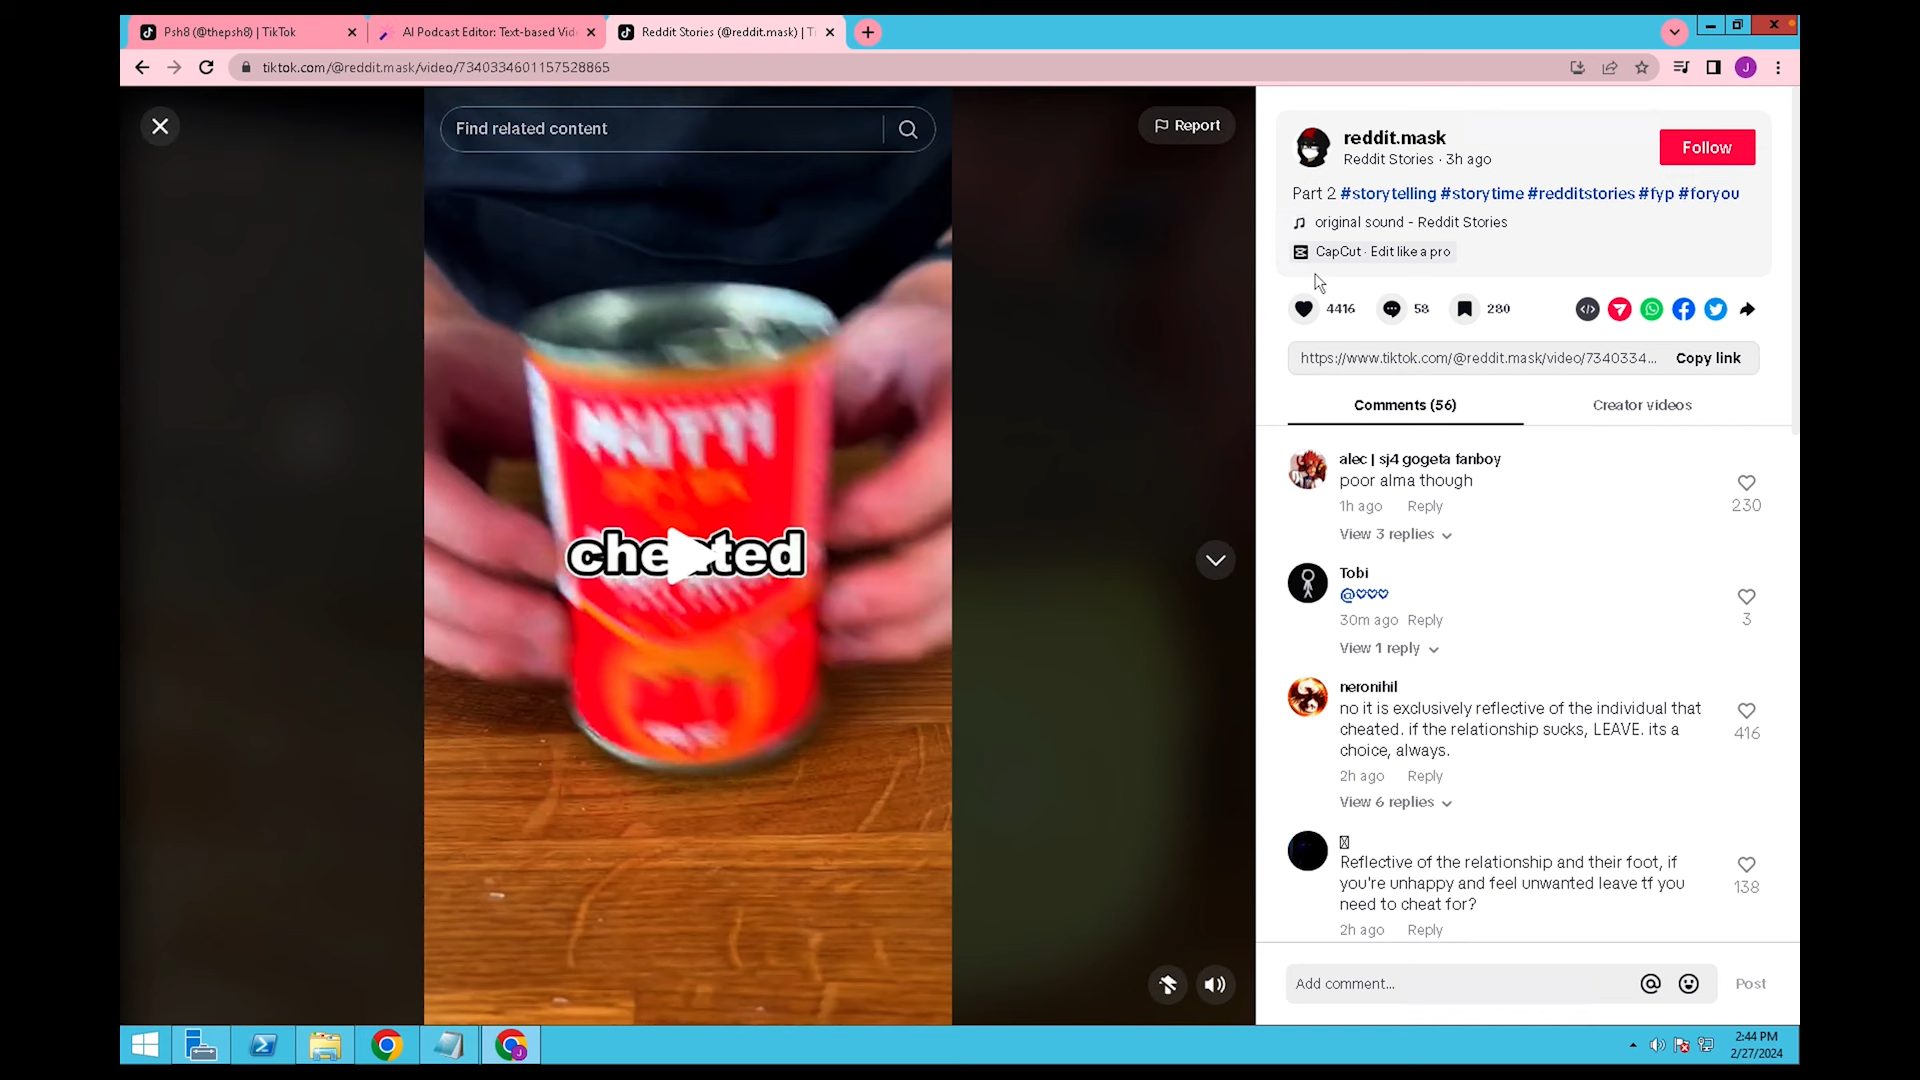 Psh8 (@thepsh8) | TikTok
AI Podcast Editor: Text-based Vid
Reddit Stories (@reddit.mask) | Ti
tiktok.com/@reddit.mask/video/7340334601157528865
J
Find related content
Report
reddit.mask
Reddit Stories · 3h ago
Follow
Part 2 #storytelling #storytime #redditstories #fyp #foryou
original sound - Reddit Stories
CapCut · Edit like a pro
4416
58
280
https://www.tiktok.com/@reddit.mask/video/7340334...
Copy link
Comments (56)
Creator videos
MUTTI
cheated
alec | sj4 gogeta fanboy
poor alma though
1h ago Reply
230
View 3 replies
Tobi
@♡♡♡
30m ago Reply
3
View 1 reply
neronihil
no it is exclusively reflective of the individual that
cheated. if the relationship sucks, LEAVE. its a
choice, always.
416
2h ago Reply
View 6 replies
Reflective of the relationship and their foot, if
you're unhappy and feel unwanted leave tf you
need to cheat for?
138
2h ago Reply
Add comment...
Post
J
2:44 PM
2/27/2024